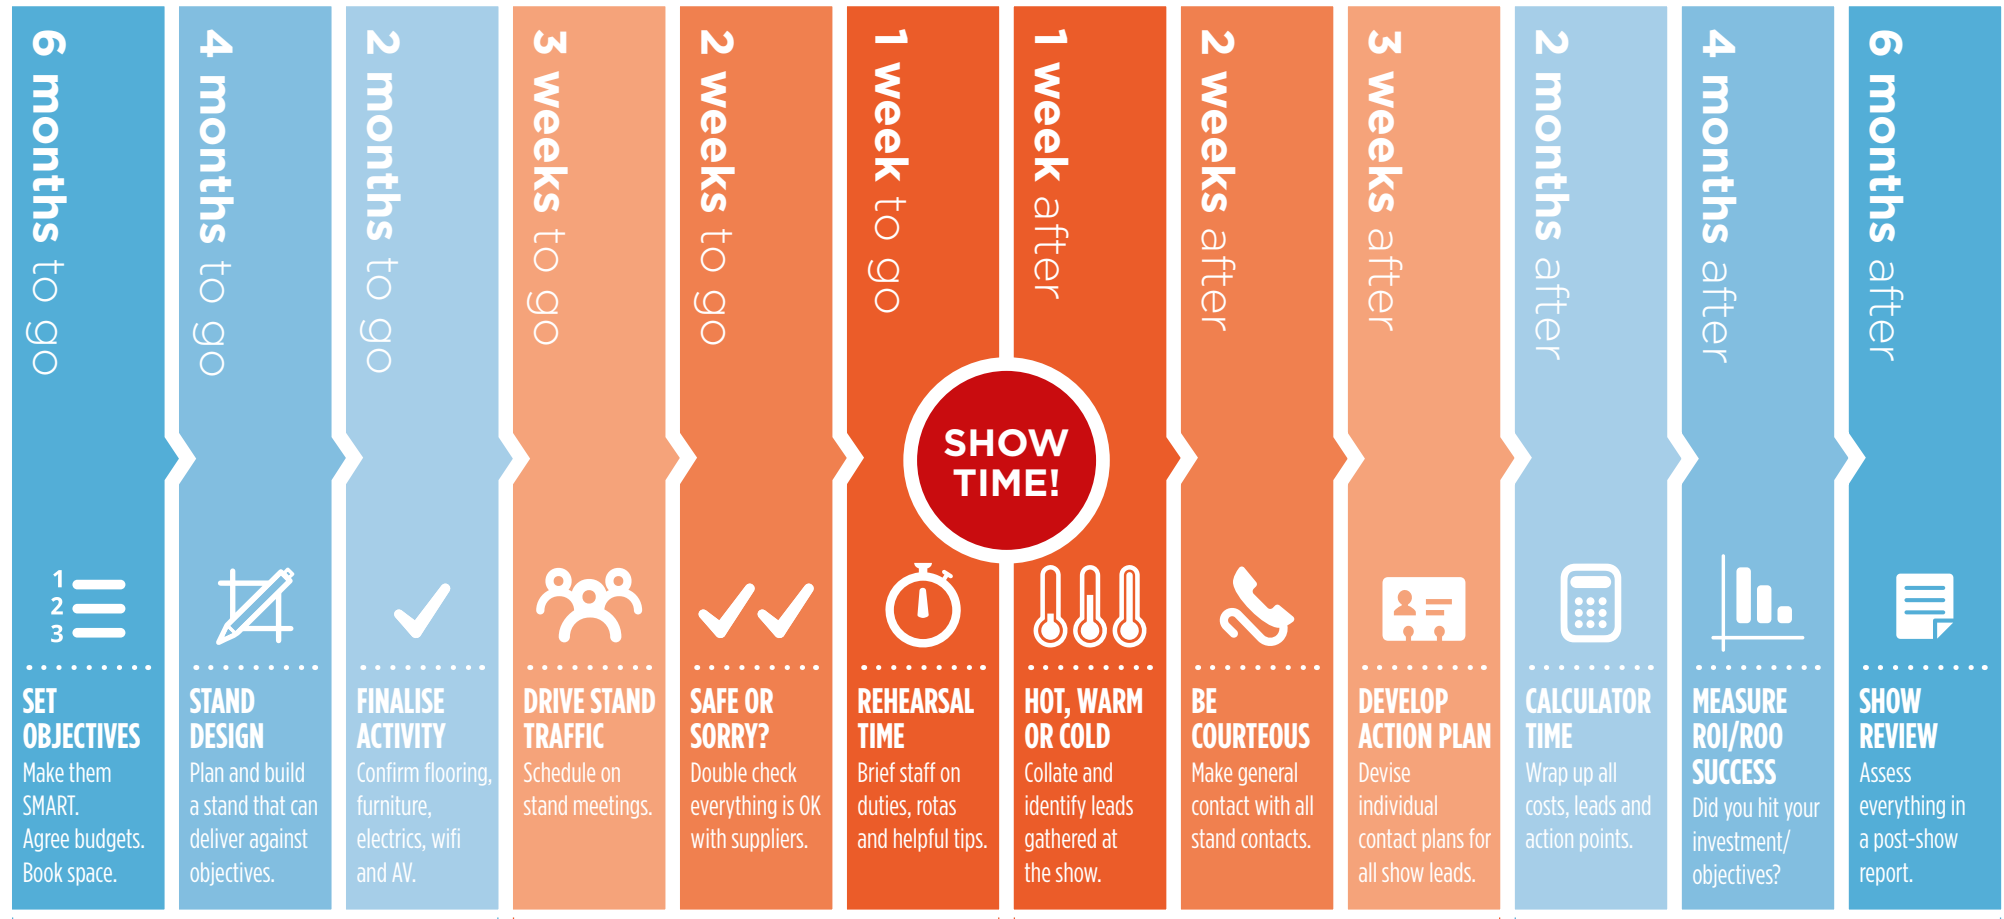 6 months to go
1
2
3
SET
OBJECTIVES
Make them
SMART.
Agree budgets.
Book space.
4 months to go
STAND
DESIGN
Plan and build
a stand that can
deliver against
objectives.
2 months to go
FINALISE
ACTIVITY
Confirm flooring,
furniture,
electrics, wifi
and AV.
3 weeks to go
DRIVE STAND
TRAFFIC
Schedule on
stand meetings.
2 weeks to go
SAFE OR
SORRY?
Double check
everything is OK
with suppliers.
1 week to go
REHEARSAL
TIME
Brief staff on
duties, rotas
and helpful tips.
SHOW
TIME!
1 week after
HOT, WARM
OR COLD
Collate and
identify leads
gathered at
the show.
2 weeks after
BE
COURTEOUS
Make general
contact with all
stand contacts.
3 weeks after
DEVELOP
ACTION PLAN
Devise
individual
contact plans for
all show leads.
2 months after
CALCULATOR
TIME
Wrap up all
costs, leads and
action points.
4 months after
MEASURE
ROI/ROO
SUCCESS
Did you hit your
investment/
objectives?
6 months after
SHOW
REVIEW
Assess
everything in
a post-show
report.